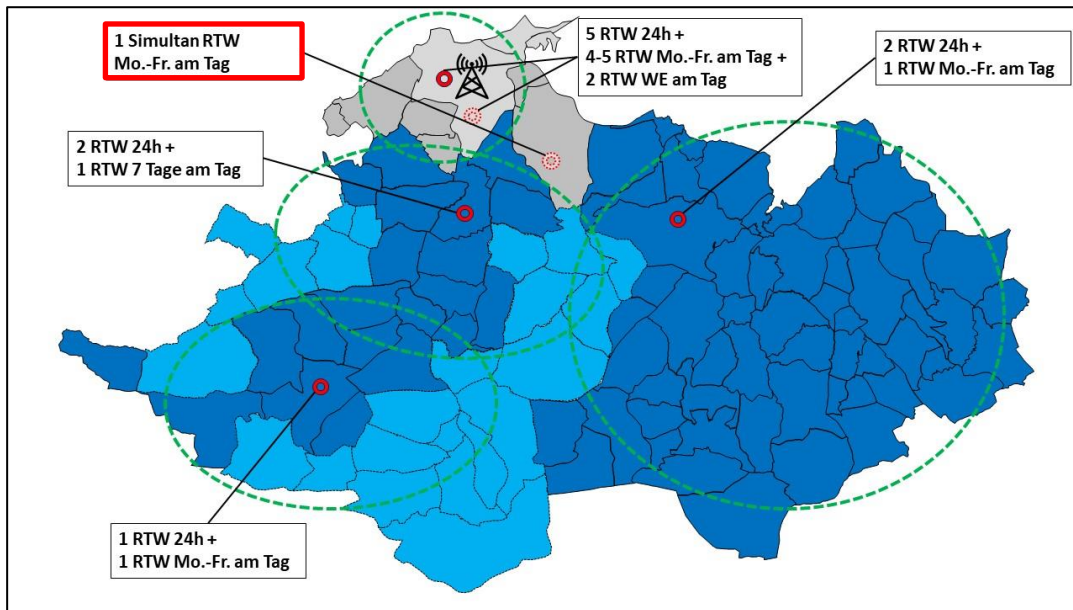 1 Simultan RTW
Mo.-Fr. am Tag
5 RTW 24h +
4-5 RTW Mo.-Fr. am Tag +
2 RTW WE am Tag
2 RTW 24h +
1 RTW Mo.-Fr. am Tag
2 RTW 24h +
1 RTW 7 Tage am Tag
1 RTW 24h +
1 RTW Mo.-Fr. am Tag